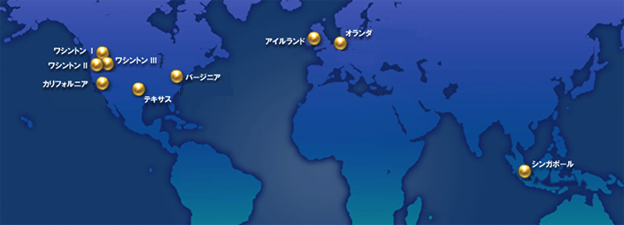 ワシントン I
ワシントン II
ワシントン III
カリフォルニア
テキサス
バージニア
アイルランド
オランダ
シンガポール